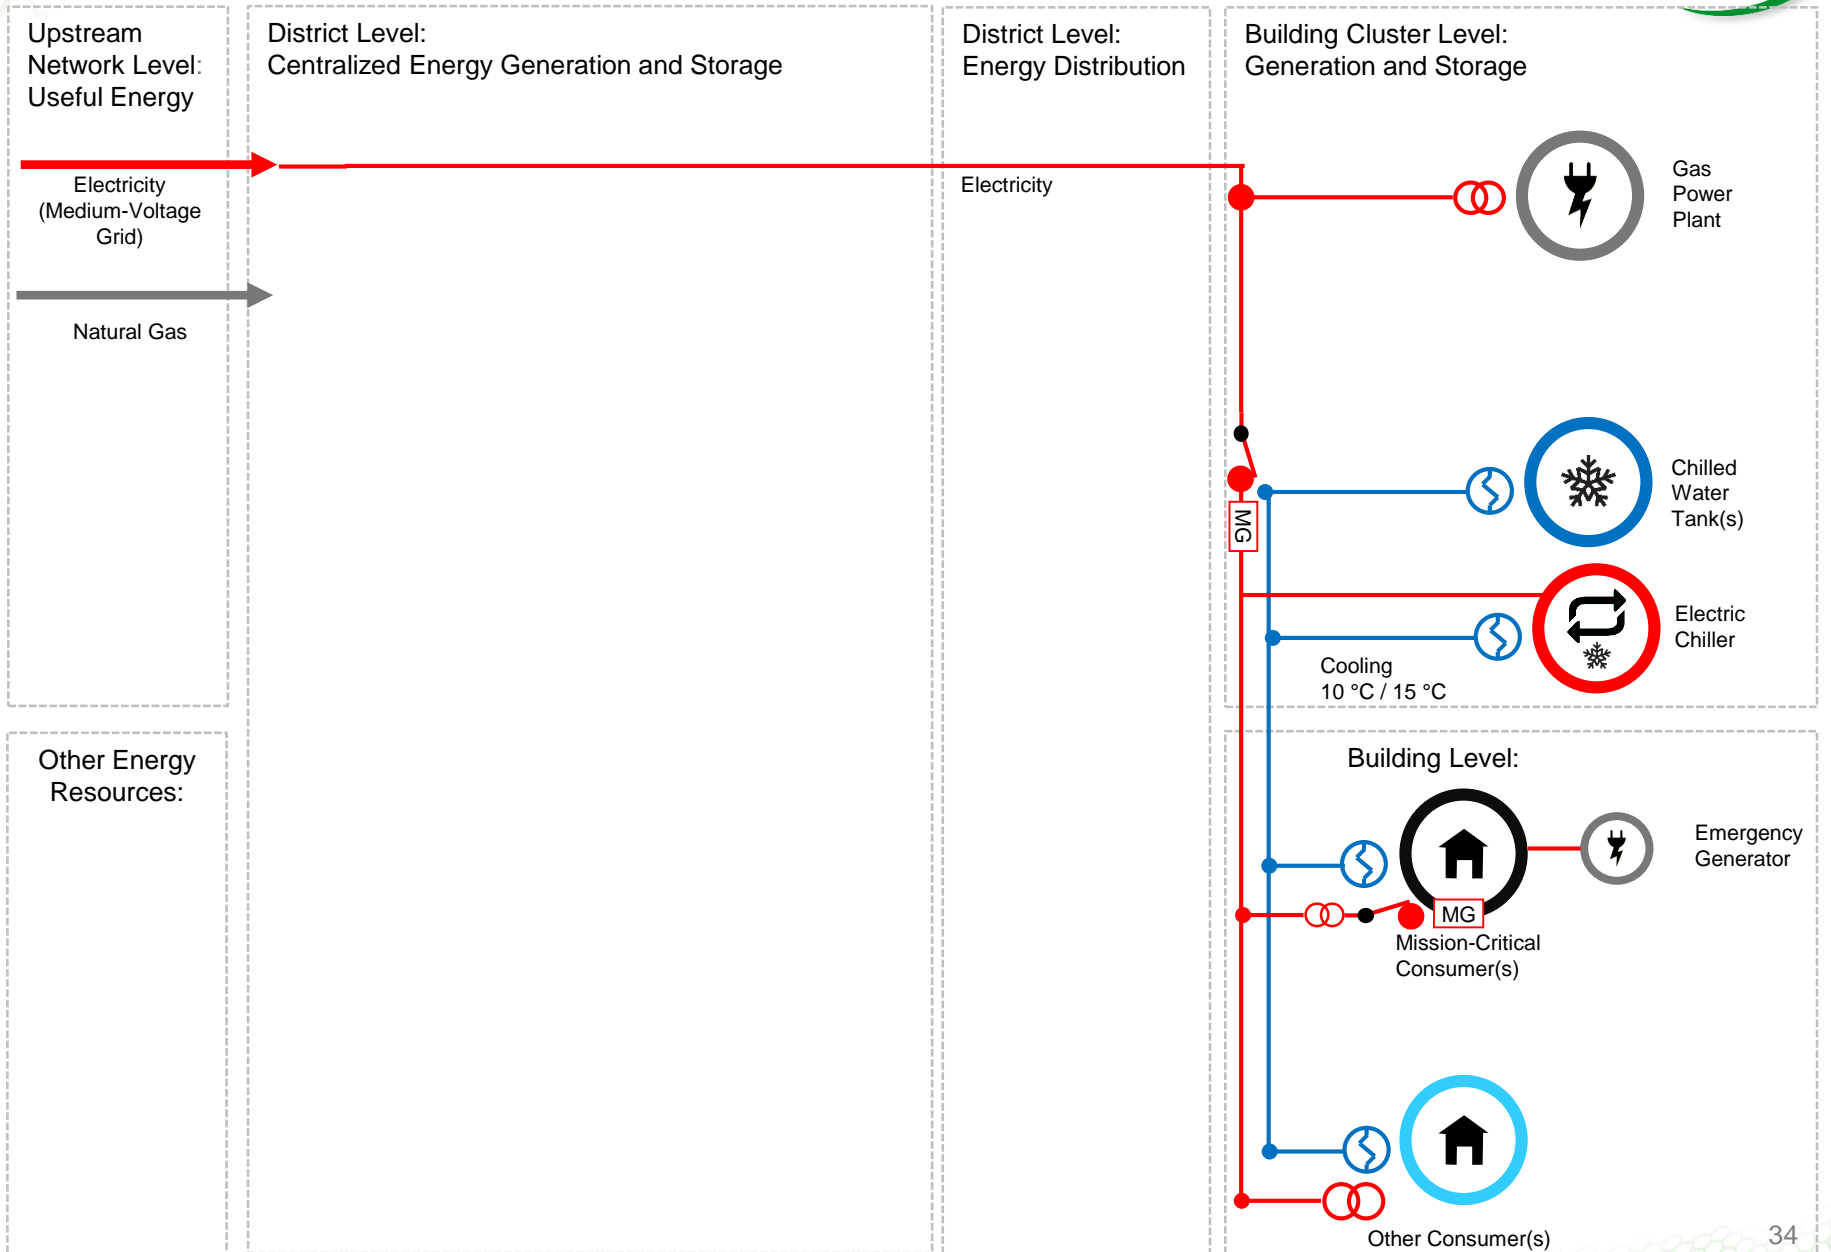 Upstream
Network Level:
Useful Energy
District Level:
Centralized Energy Generation and Storage
District Level:
Energy Distribution
Building Cluster Level:
Generation and Storage
Electricity
(Medium-Voltage
Grid)
Natural Gas
Electricity
Gas
Power
Plant
Chilled
Water
Tank(s)
MG
Electric
Chiller
Cooling
10 °C / 15 °C
Other Energy
Resources:
Building Level:
Emergency
Generator
MG
Mission-Critical
Consumer(s)
Other Consumer(s)
34